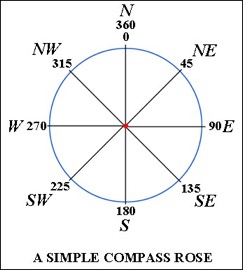 N
360
0
NW
315
NE
45
W 270
90 E
SW
225
SE
135
180
S
A SIMPLE COMPASS ROSE